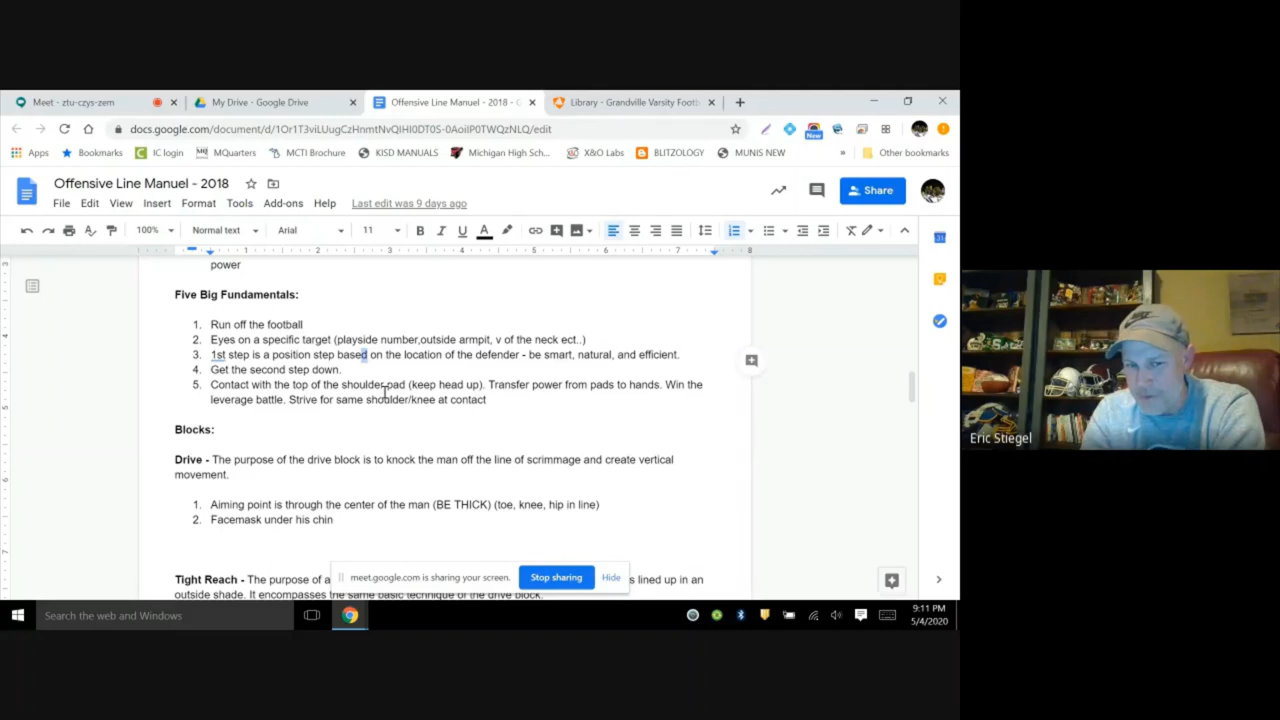 Meet - ztu-czys-zem
My Drive - Google Drive
Offensive Line Manuel - 2018 - G
Library - Grandville Varsity Footb
docs.google.com/document/d/1Or1T3viLUugCzHnmtNvQIHI0DT0S-0AoilP0TWQzNLQ/edit
New
Apps
Bookmarks
IC login
MQuarters
MCTI Brochure
KISD MANUALS
Michigan High Sch...
X&O Labs
BLITZOLOGY
MUNIS NEW
»
Other bookmarks
Offensive Line Manuel - 2018
Share
File Edit View Insert Format Tools Add-ons Help Last edit was 9 days ago
100% Normal text Arial 11 B I U A
1 2 3 4 5 6 7 8
power
Five Big Fundamentals:
1. Run off the football
2. Eyes on a specific target (playside number,outside armpit, v of the neck ect..)
3. 1st step is a position step based on the location of the defender - be smart, natural, and efficient.
4. Get the second step down.
5. Contact with the top of the shoulder pad (keep head up). Transfer power from pads to hands. Win the
leverage battle. Strive for same shoulder/knee at contact
Blocks:
Drive - The purpose of the drive block is to knock the man off the line of scrimmage and create vertical
movement.
1. Aiming point is through the center of the man (BE THICK) (toe, knee, hip in line)
2. Facemask under his chin
Tight Reach - The purpose of a
s lined up in an
outside shade. It encompasses the same basic technique of the drive block.
meet.google.com is sharing your screen.
Stop sharing
Hide
Search the web and Windows
9:11 PM
5/4/2020
Eric Stiegel